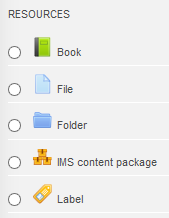 RESOURCES
Book
File
Folder
IMS content package
Label